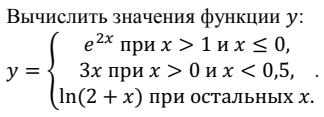 Вычислить значения функции y:
e^{2x} при x > 1 и x ≤ 0,
y = { 3x при x > 0 и x < 0,5, .
ln(2 + x) при остальных x.